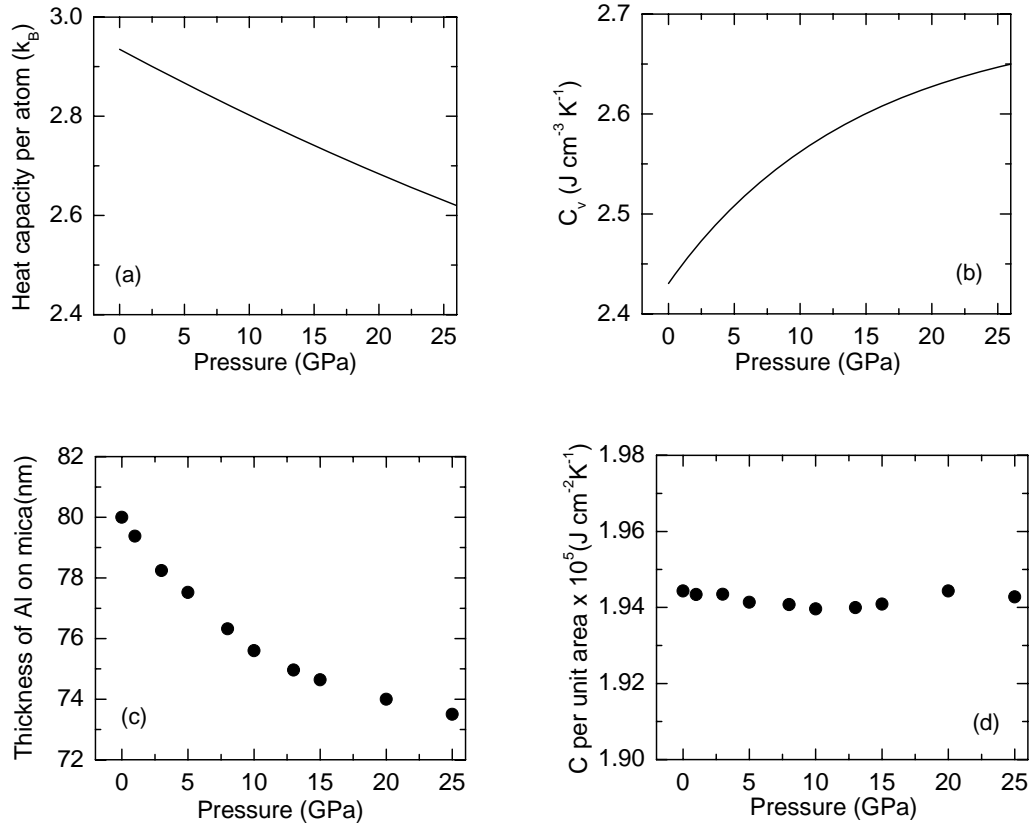 Heat capacity per atom (k_B)
3.0
2.8
2.6
2.4
(a)
0 5 10 15 20 25
Pressure (GPa)
C_v (J cm^-3 K^-1)
2.7
2.6
2.5
2.4
(b)
0 5 10 15 20 25
Pressure (GPa)
Thickness of Al on mica(nm)
82
80
78
76
74
72
(c)
0 5 10 15 20 25
Pressure (GPa)
C per unit area x 10^5 (J cm^-2K^-1)
1.98
1.96
1.94
1.92
1.90
(d)
0 5 10 15 20 25
Pressure (GPa)